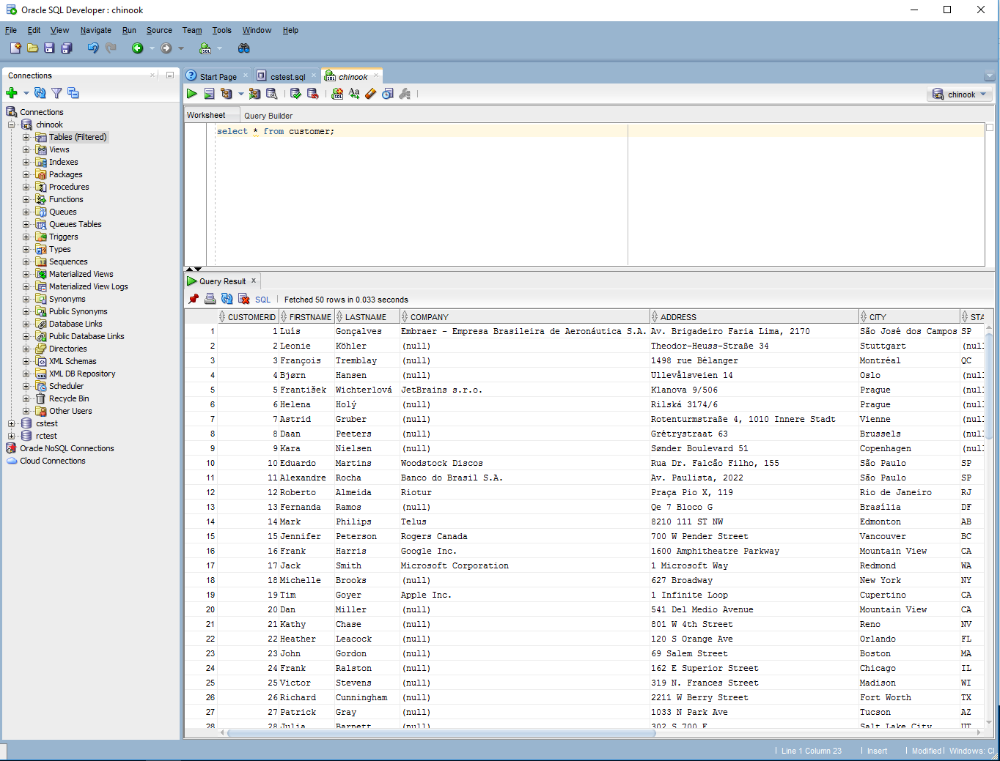 Oracle SQL Developer : chinook
File Edit View Navigate Run Source Team Tools Window Help
Connections
Start Page cstest.sql chinook
chinook
Connections
chinook
Tables (Filtered)
Views
Indexes
Packages
Procedures
Functions
Queues
Queues Tables
Triggers
Types
Sequences
Materialized Views
Materialized View Logs
Synonyms
Public Synonyms
Database Links
Public Database Links
Directories
XML Schemas
XML DB Repository
Scheduler
Recycle Bin
Other Users
cstest
rctest
Oracle NoSQL Connections
Cloud Connections
Worksheet Query Builder
select * from customer;
Query Result
SQL Fetched 50 rows in 0.033 seconds
CUSTOMERID FIRSTNAME LASTNAME COMPANY ADDRESS CITY STA
1 1 Luís Gonçalves Embraer - Empresa Brasileira de Aeronáutica S.A. Av. Brigadeiro Faria Lima, 2170 São José dos Campos SP
2 2 Leonie Köhler (null) Theodor-Heuss-Straße 34 Stuttgart (nul
3 3 François Tremblay (null) 1498 rue Bélanger Montréal QC
4 4 Bjørn Hansen (null) Ullevålsveien 14 Oslo (nul
5 5 František Wichterlová JetBrains s.r.o. Klanova 9/506 Prague (nul
6 6 Helena Holý (null) Rilská 3174/6 Prague (nul
7 7 Astrid Gruber (null) Rotenturmstraße 4, 1010 Innere Stadt Vienne (nul
8 8 Daan Peeters (null) Grétrystraat 63 Brussels (nul
9 9 Kara Nielsen (null) Sønder Boulevard 51 Copenhagen (nul
10 10 Eduardo Martins Woodstock Discos Rua Dr. Falcão Filho, 155 São Paulo SP
11 11 Alexandre Rocha Banco do Brasil S.A. Av. Paulista, 2022 São Paulo SP
12 12 Roberto Almeida Riotur Praça Pio X, 119 Rio de Janeiro RJ
13 13 Fernanda Ramos (null) Qe 7 Bloco G Brasília DF
14 14 Mark Philips Telus 8210 111 ST NW Edmonton AB
15 15 Jennifer Peterson Rogers Canada 700 W Pender Street Vancouver BC
16 16 Frank Harris Google Inc. 1600 Amphitheatre Parkway Mountain View CA
17 17 Jack Smith Microsoft Corporation 1 Microsoft Way Redmond WA
18 18 Michelle Brooks (null) 627 Broadway New York NY
19 19 Tim Goyer Apple Inc. 1 Infinite Loop Cupertino CA
20 20 Dan Miller (null) 541 Del Medio Avenue Mountain View CA
21 21 Kathy Chase (null) 801 W 4th Street Reno NV
22 22 Heather Leacock (null) 120 S Orange Ave Orlando FL
23 23 John Gordon (null) 69 Salem Street Boston MA
24 24 Frank Ralston (null) 162 E Superior Street Chicago IL
25 25 Victor Stevens (null) 319 N. Frances Street Madison WI
26 26 Richard Cunningham (null) 2211 W Berry Street Fort Worth TX
27 27 Patrick Gray (null) 1033 N Park Ave Tucson AZ
28 28 Julia Barnett (null) 302 S 700 E Salt Lake City UT
Line 1 Column 23 Insert Modified Windows: Cl